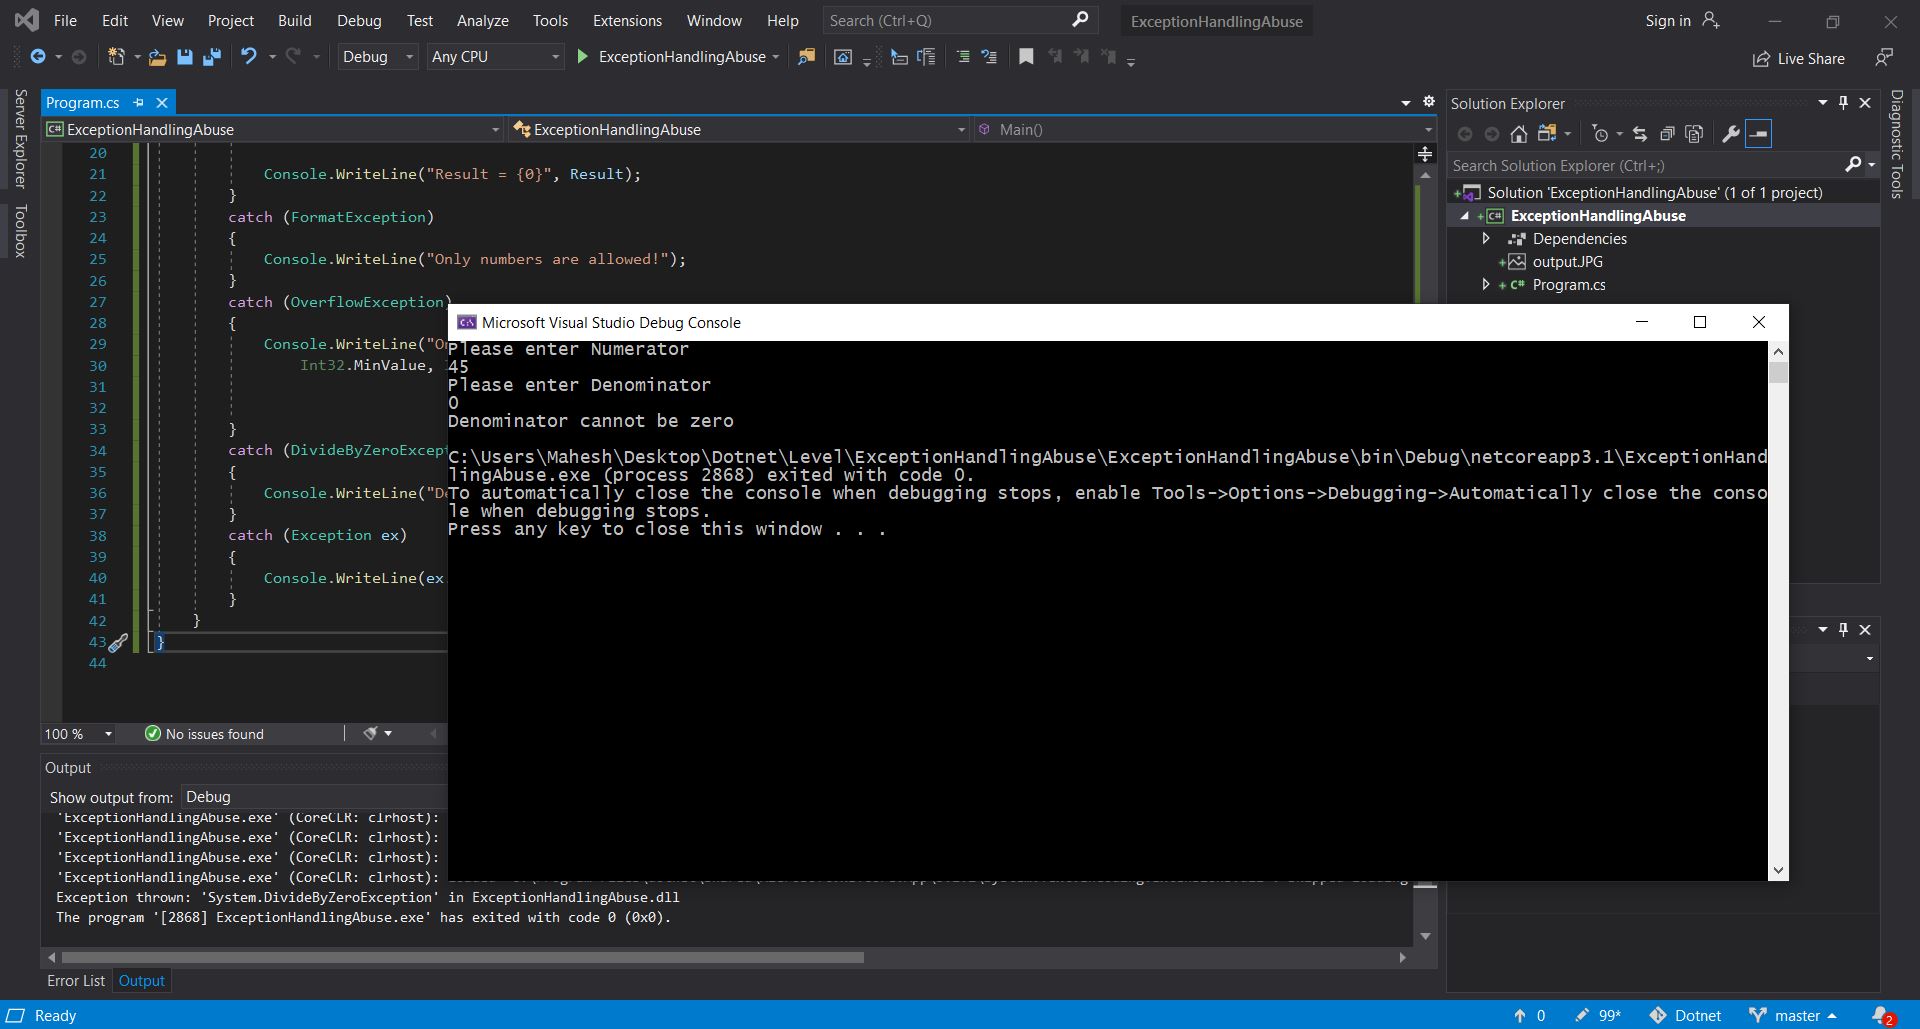 File Edit View Project Build Debug Test Analyze Tools Extensions Window Help Search (Ctrl+Q) ExceptionHandlingAbuse Sign in
Debug Any CPU ExceptionHandlingAbuse Live Share
Server Explorer
Toolbox
Program.cs
C# ExceptionHandlingAbuse ExceptionHandlingAbuse Main()
20
21 Console.WriteLine("Result = {0}", Result);
22 }
23 catch (FormatException)
24 {
25 Console.WriteLine("Only numbers are allowed!");
26 }
27 catch (OverflowException)
28 {
29 Console.WriteLine("On
30 Int32.MinValue,
31
32
33 }
34 catch (DivideByZeroExcept
35 {
36 Console.WriteLine("De
37 }
38 catch (Exception ex)
39 {
40 Console.WriteLine(ex.
41 }
42 }
43 }
44
100 % No issues found
Microsoft Visual Studio Debug Console
Please enter Numerator
45
Please enter Denominator
0
Denominator cannot be zero
C:\Users\Mahesh\Desktop\Dotnet\Level\ExceptionHandlingAbuse\ExceptionHandlingAbuse\bin\Debug\netcoreapp3.1\ExceptionHand
lingAbuse.exe (process 2868) exited with code 0.
To automatically close the console when debugging stops, enable Tools->Options->Debugging->Automatically close the conso
le when debugging stops.
Press any key to close this window . . .
Solution Explorer
Search Solution Explorer (Ctrl+;)
Solution 'ExceptionHandlingAbuse' (1 of 1 project)
C# ExceptionHandlingAbuse
Dependencies
output.JPG
C# Program.cs
Diagnostic Tools
Output
Show output from: Debug
'ExceptionHandlingAbuse.exe' (CoreCLR: clrhost):
'ExceptionHandlingAbuse.exe' (CoreCLR: clrhost):
'ExceptionHandlingAbuse.exe' (CoreCLR: clrhost):
'ExceptionHandlingAbuse.exe' (CoreCLR: clrhost):
Exception thrown: 'System.DivideByZeroException' in ExceptionHandlingAbuse.dll
The program '[2868] ExceptionHandlingAbuse.exe' has exited with code 0 (0x0).
Error List Output
Ready 0 99* Dotnet master 2